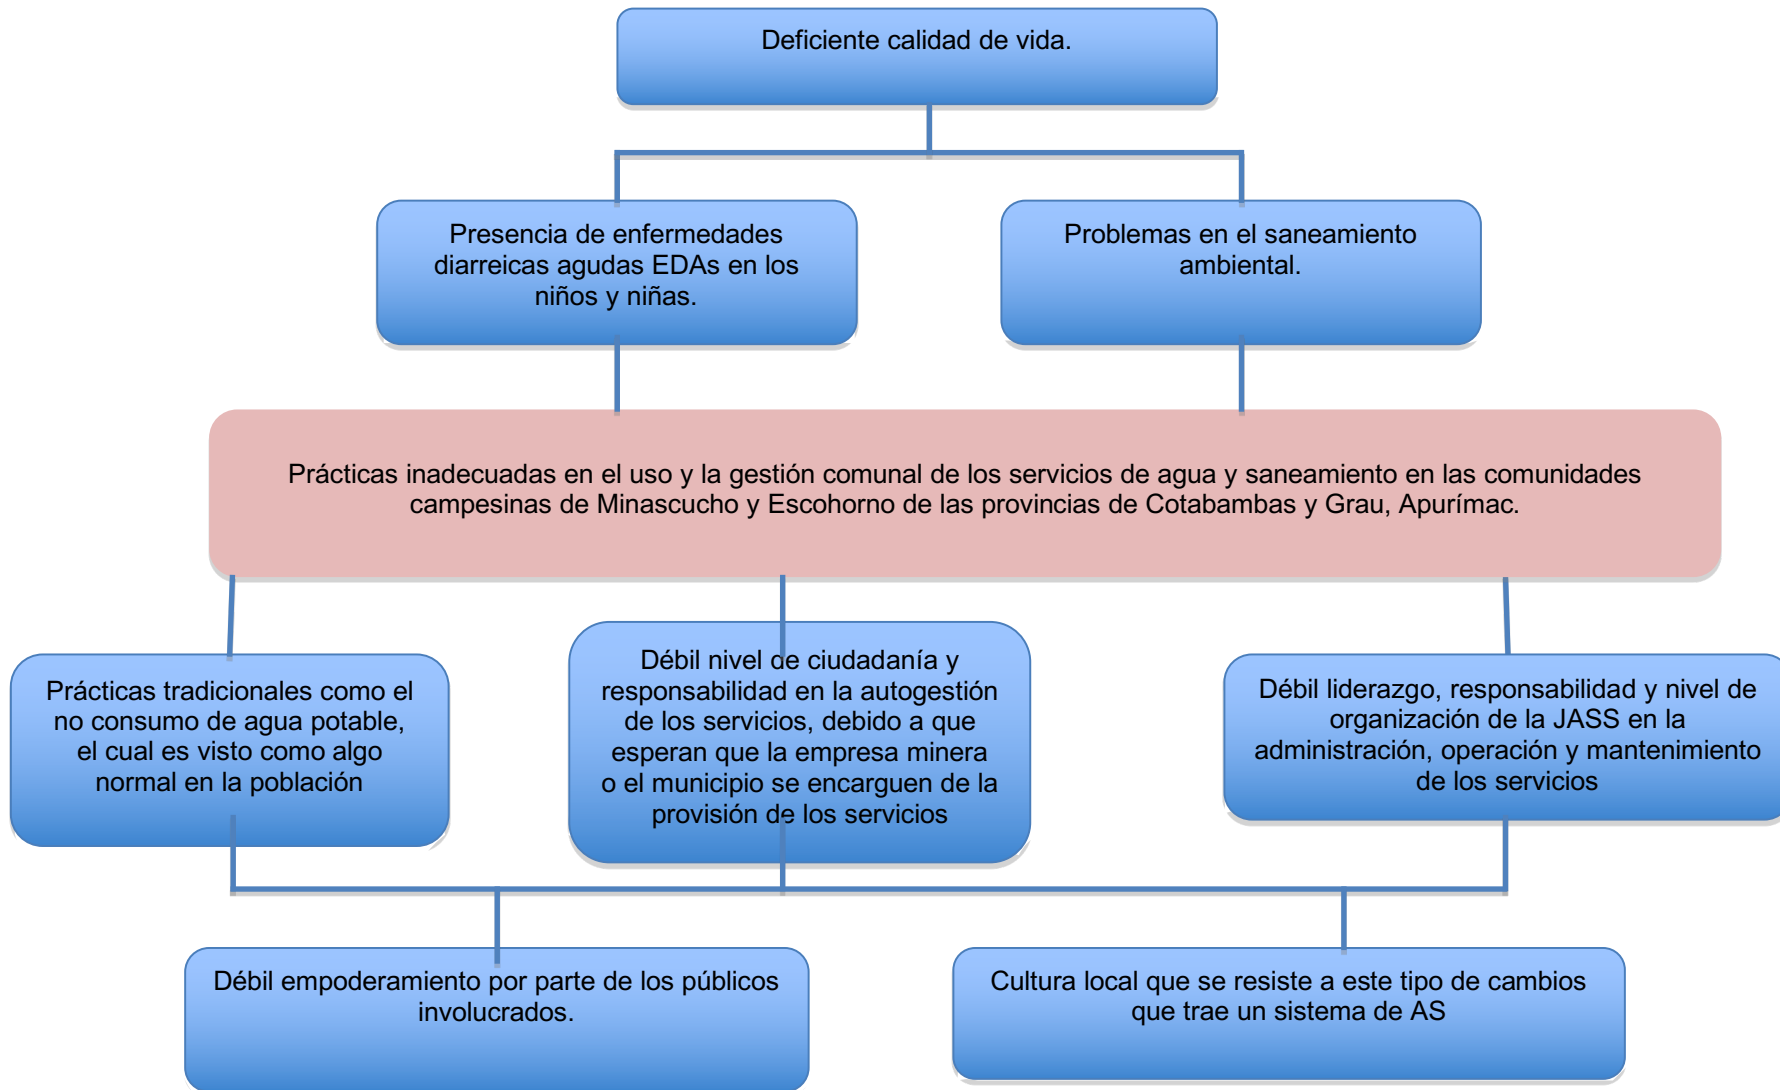 Deficiente calidad de vida.
Presencia de enfermedades
diarreicas agudas EDAs en los
niños y niñas.
Problemas en el saneamiento
ambiental.
Prácticas inadecuadas en el uso y la gestión comunal de los servicios de agua y saneamiento en las comunidades
campesinas de Minascucho y Escohorno de las provincias de Cotabambas y Grau, Apurímac.
Prácticas tradicionales como el
no consumo de agua potable,
el cual es visto como algo
normal en la población
Débil nivel de ciudadanía y
responsabilidad en la autogestión
de los servicios, debido a que
esperan que la empresa minera
o el municipio se encarguen de la
provisión de los servicios
Débil liderazgo, responsabilidad y nivel de
organización de la JASS en la
administración, operación y mantenimiento
de los servicios
Débil empoderamiento por parte de los públicos
involucrados.
Cultura local que se resiste a este tipo de cambios
que trae un sistema de AS